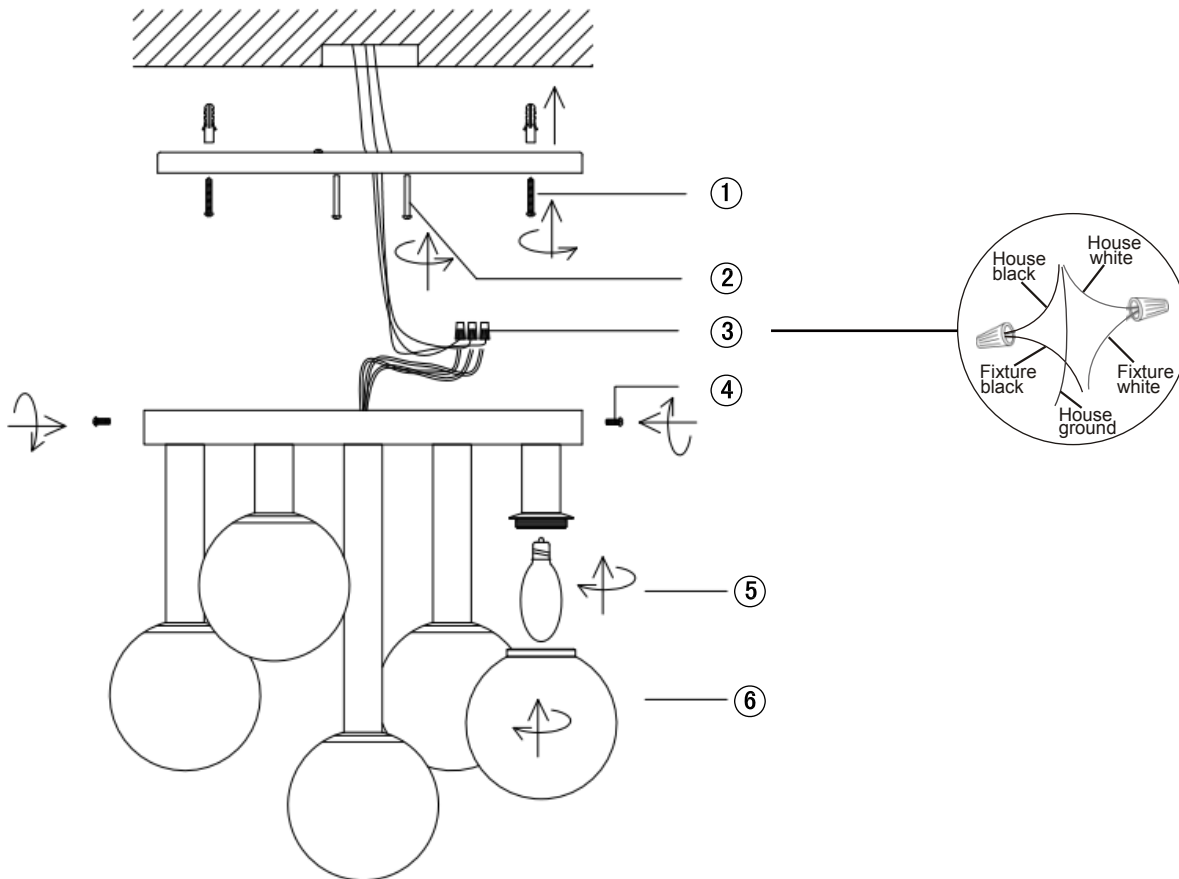 ①
②
③
④
⑤
⑥
House
black
House
white
Fixture
black
Fixture
white
House
ground